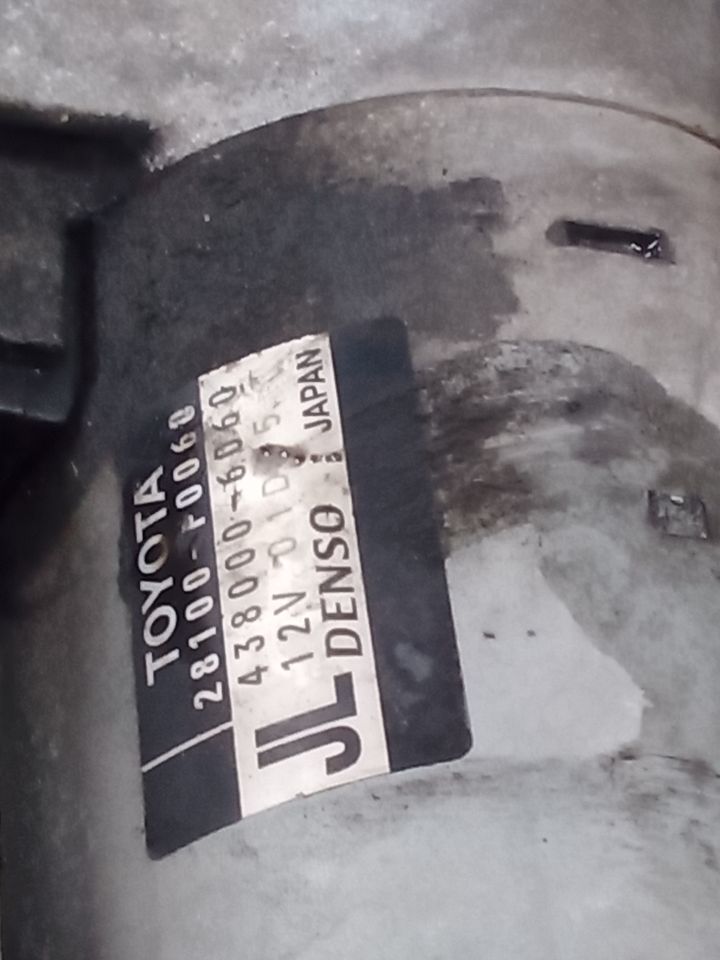 TOYOTA
28100-P0060
438000-6060
12V
JL DENSO JAPAN